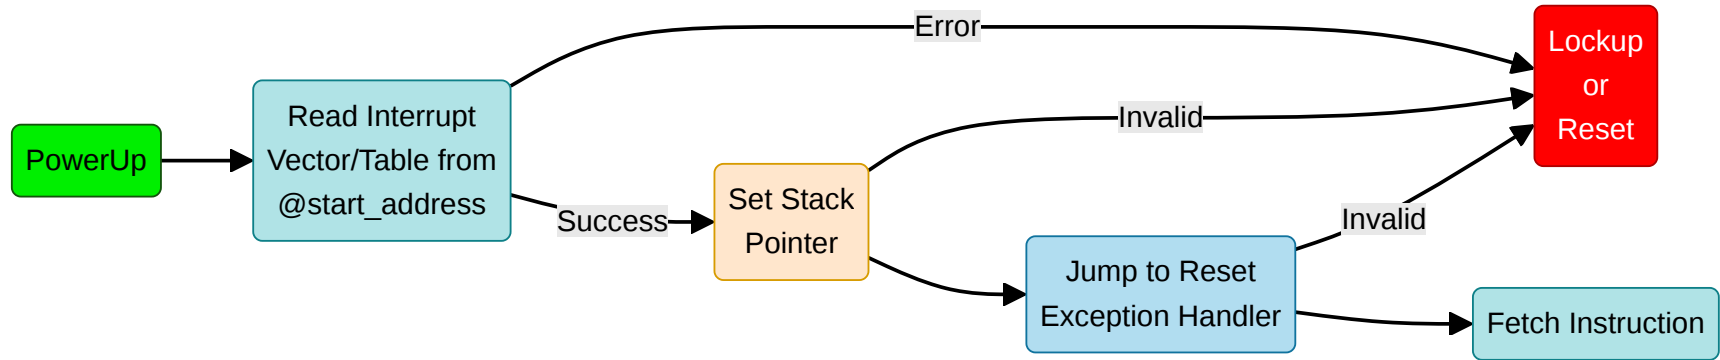 PowerUp
Read Interrupt
Vector/Table from
@start_address
Error
Success
Set Stack
Pointer
Invalid
Jump to Reset
Exception Handler
Invalid
Lockup
or
Reset
Fetch Instruction